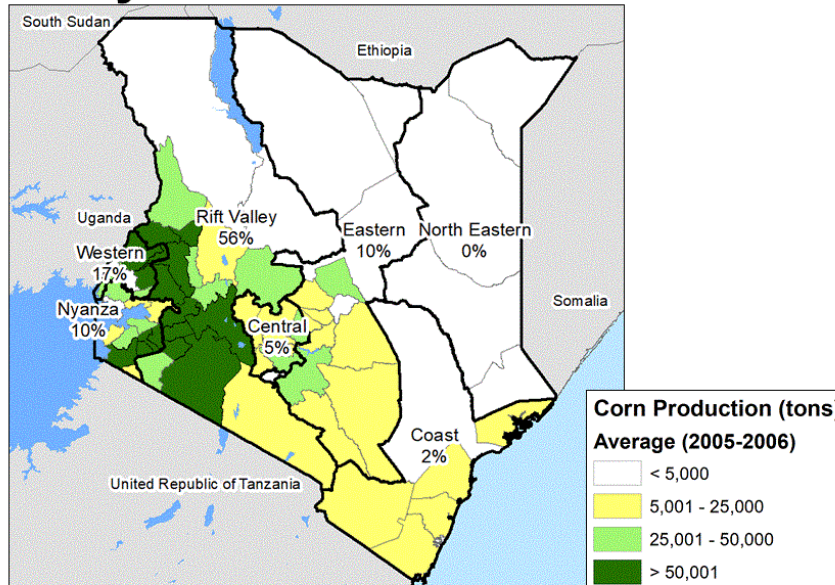 South Sudan
Ethiopia
Uganda
Rift Valley
56%
Eastern
10%
North Eastern
0%
Western
17%
Somalia
Nyanza
10%
Central
5%
Coast
2%
United Republic of Tanzania
Corn Production (tons)
Average (2005-2006)
< 5,000
5,001 - 25,000
25,001 - 50,000
> 50,001